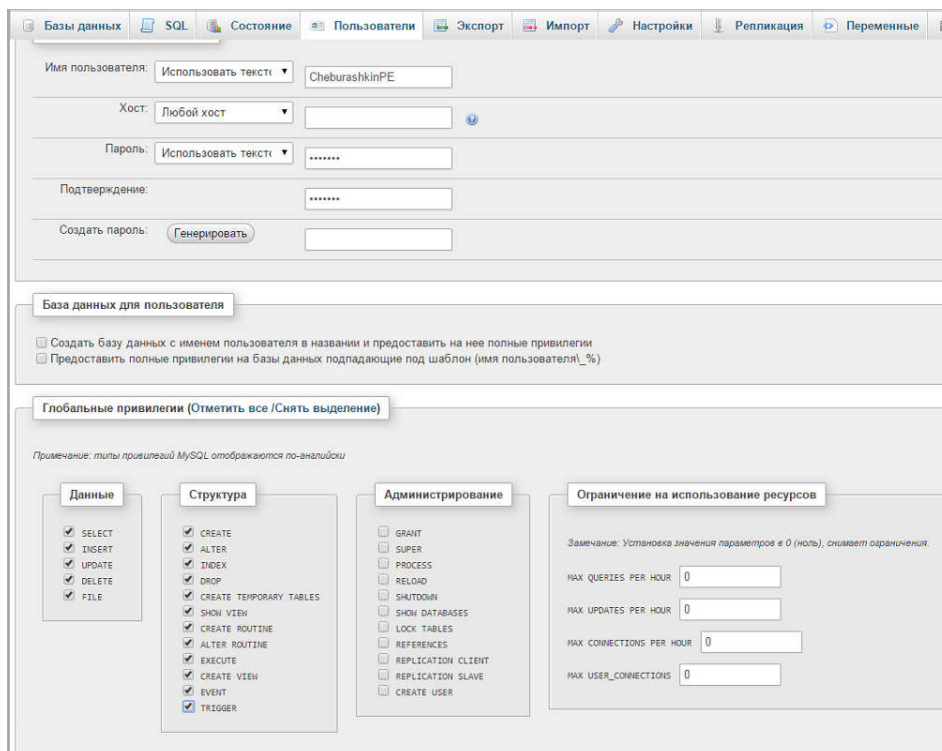 Базы данных SQL Состояние Пользователи Экспорт Импорт Настройки Репликация Переменные
Имя пользователя: Использовать CheburashkinPE
Хост: Любой хост
Пароль: Использовать •••••••
Подтверждение: •••••••
Создать пароль: Генерировать
База данных для пользователя
Создать базу данных с именем пользователя в названии и предоставить на нее полные привилегии
Предоставить полные привилегии на базы данных подпадающие под шаблон (имя пользователя\_%)
Глобальные привилегии (Отметить все /Снять выделение)
Примечание: типы привилегий MySQL отображаются по-английски
Данные
SELECT
INSERT
UPDATE
DELETE
FILE
Структура
CREATE
ALTER
INDEX
DROP
CREATE TEMPORARY TABLES
SHOW VIEW
CREATE ROUTINE
ALTER ROUTINE
EXECUTE
CREATE VIEW
EVENT
TRIGGER
Администрирование
GRANT
SUPER
PROCESS
RELOAD
SHUTDOWN
SHOW DATABASES
LOCK TABLES
REFERENCES
REPLICATION CLIENT
REPLICATION SLAVE
CREATE USER
Ограничение на использование ресурсов
Замечание: Установка значения параметров в 0 (ноль), снимает ограничения.
MAX QUERIES PER HOUR 0
MAX UPDATES PER HOUR 0
MAX CONNECTIONS PER HOUR 0
MAX USER_CONNECTIONS 0